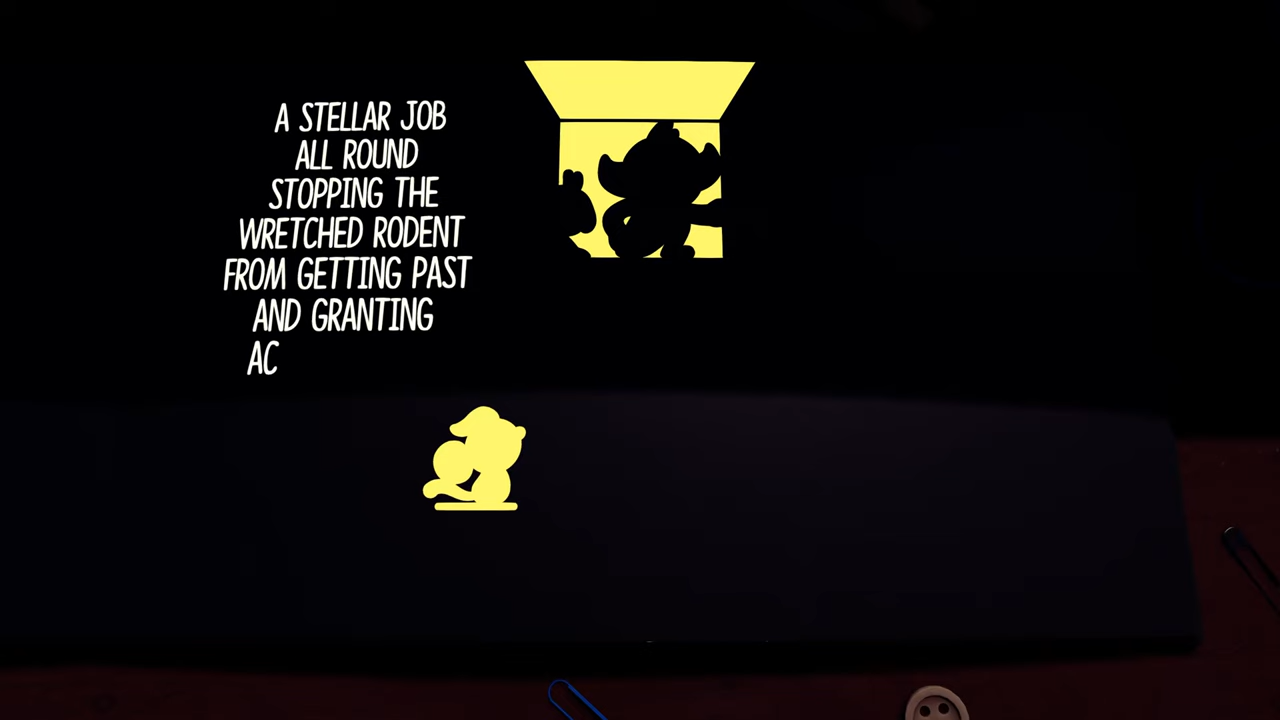 A STELLAR JOB
ALL ROUND
STOPPING THE
WRETCHED RODENT
FROM GETTING PAST
AND GRANTING
AC